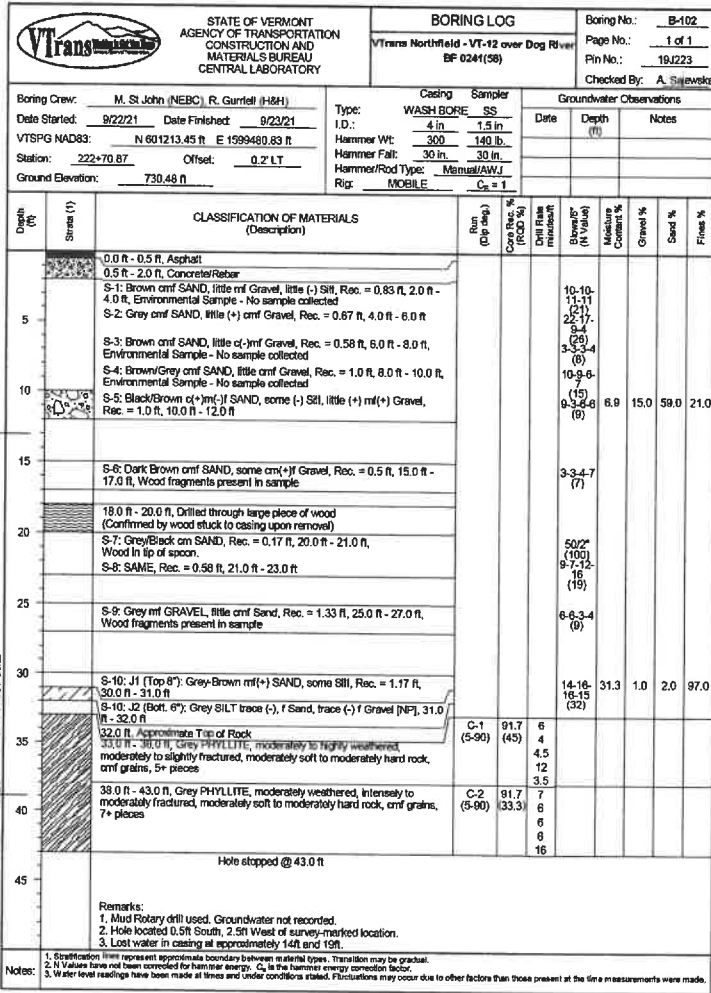 VTrans
STATE OF VERMONT
AGENCY OF TRANSPORTATION
CONSTRUCTION AND
MATERIALS BUREAU
CENTRAL LABORATORY
BORING LOG
VTrans Northfield - VT-12 over Dog River
BF 0241(58)
Boring No.: B-102
Page No.: 1 of 1
Pin No.: 19J223
Checked By: A.
Boring Crew: M. St John (NEBC) R. Gurrlell (H&H)
Date Started: 9/22/21 Date Finished: 9/23/21
VTSPG NAD83: N 601213.45 ft E 1599480.83 ft
Station: 222+70.87 Offset: 0.2' LT
Ground Elevation: 730.48 ft
Casing Sampler
Type: WASH BORE SS
I.D.: 4 in 1.5 in
Hammer Wt: 300 140 lb.
Hammer Fall: 30 in. 30 in.
Hammer/Rod Type: Manual/AWJ
Rig: MOBILE CE = 1
Groundwater Observations
Date Depth (ft) Notes
Depth (ft)
Strata (1)
CLASSIFICATION OF MATERIALS
(Description)
Run (Dip deg.)
Core Rec. % (RQD %)
Drill Rate minutes/ft
Blows/6" (N Value)
Moisture Content %
Gravel %
Sand %
Fines %
0.0 ft - 0.5 ft, Asphalt
0.5 ft - 2.0 ft, Concrete/Rebar
S-1: Brown cmf SAND, little mf Gravel, little (-) Silt, Rec. = 0.83 ft, 2.0 ft -
4.0 ft, Environmental Sample - No sample collected
10-10-
11-11
(21)
5
S-2: Grey cmf SAND, little (+) cmf Gravel, Rec. = 0.67 ft, 4.0 ft - 6.0 ft
22-17-
9-4
(26)
S-3: Brown cmf SAND, little c(-)mf Gravel, Rec. = 0.58 ft, 6.0 ft - 8.0 ft,
Environmental Sample - No sample collected
3-3-3-4
(6)
S-4: Brown/Grey cmf SAND, little cmf Gravel, Rec. = 1.0 ft, 8.0 ft - 10.0 ft,
Environmental Sample - No sample collected
10-9-6-
7
(15)
10
S-5: Black/Brown c(+)m(-)f SAND, some (-) Silt, little (+) mf(+) Gravel,
Rec. = 1.0 ft, 10.0 ft - 12.0 ft
9-3-6-6 6.9 15.0 59.0 21.0
(9)
15
S-6: Dark Brown cmf SAND, some cm(+)f Gravel, Rec. = 0.5 ft, 15.0 ft -
17.0 ft, Wood fragments present in sample
3-3-4-7
(7)
18.0 ft - 20.0 ft, Drilled through large piece of wood
(Confirmed by wood stuck to casing upon removal)
20
S-7: Grey/Black cm SAND, Rec. = 0.17 ft, 20.0 ft - 21.0 ft,
Wood in tip of spoon.
50/2"
(100)
S-8: SAME, Rec. = 0.58 ft, 21.0 ft - 23.0 ft
9-7-12-
16
(19)
25
S-9: Grey mf GRAVEL, little cmf Sand, Rec. = 1.33 ft, 25.0 ft - 27.0 ft,
Wood fragments present in sample
6-6-3-4
(9)
30
S-10: J1 (Top 8"): Grey-Brown mf(+) SAND, some Silt, Rec. = 1.17 ft,
30.0 ft - 31.0 ft
14-16- 31.3 1.0 2.0 97.0
16-15
(32)
S-10: J2 (Bott. 6"): Grey SILT trace (-), f Sand, trace (-) f Gravel [NP], 31.0
ft - 32.0 ft
32.0 ft, Approximate Top of Rock
35
33.0 ft - 38.0 ft, Grey PHYLLITE, moderately to highly weathered,
moderately to slightly fractured, moderately soft to moderately hard rock,
cmf grains, 5+ pieces
C-1 91.7 6
(5-90) (45) 4
4.5
12
3.5
38.0 ft - 43.0 ft, Grey PHYLLITE, moderately weathered, intensely to
moderately fractured, moderately soft to moderately hard rock, cmf grains,
7+ pieces
C-2 91.7 7
(5-90) (33.3) 6
6
6
16
40
Hole stopped @ 43.0 ft
45
Remarks:
1. Mud Rotary drill used. Groundwater not recorded.
2. Hole located 0.5ft South, 2.5ft West of survey-marked location.
3. Lost water in casing at approximately 14ft and 19ft.
Notes:
1. Stratification lines represent approximate boundary between material types. Transition may be gradual.
2. N Values have not been corrected for hammer energy. CE is the hammer energy correction factor.
3. Water level readings have been made at times and under conditions stated. Fluctuations may occur due to other factors than those present at the time measurements were made.